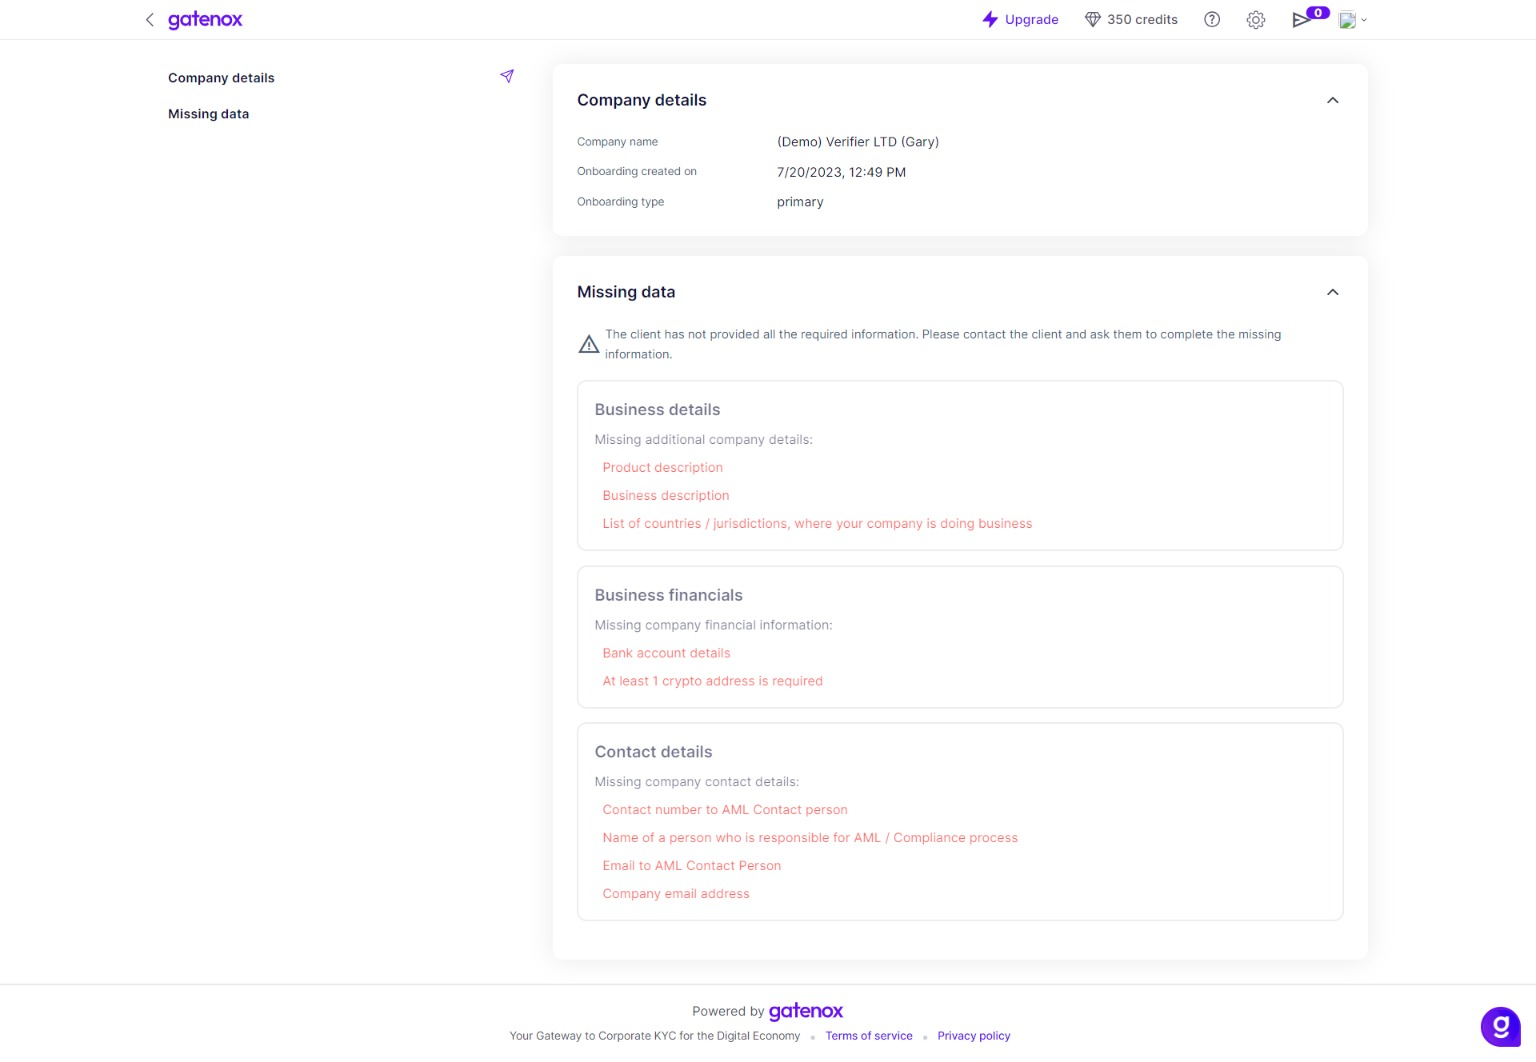 gatenox
Upgrade
350 credits
0
Company details
Missing data
Company details
Company name (Demo) Verifier LTD (Gary)
Onboarding created on 7/20/2023, 12:49 PM
Onboarding type primary
Missing data
The client has not provided all the required information. Please contact the client and ask them to complete the missing
information.
Business details
Missing additional company details:
Product description
Business description
List of countries / jurisdictions, where your company is doing business
Business financials
Missing company financial information:
Bank account details
At least 1 crypto address is required
Contact details
Missing company contact details:
Contact number to AML Contact person
Name of a person who is responsible for AML / Compliance process
Email to AML Contact Person
Company email address
Powered by gatenox
Your Gateway to Corporate KYC for the Digital Economy Terms of service Privacy policy
g